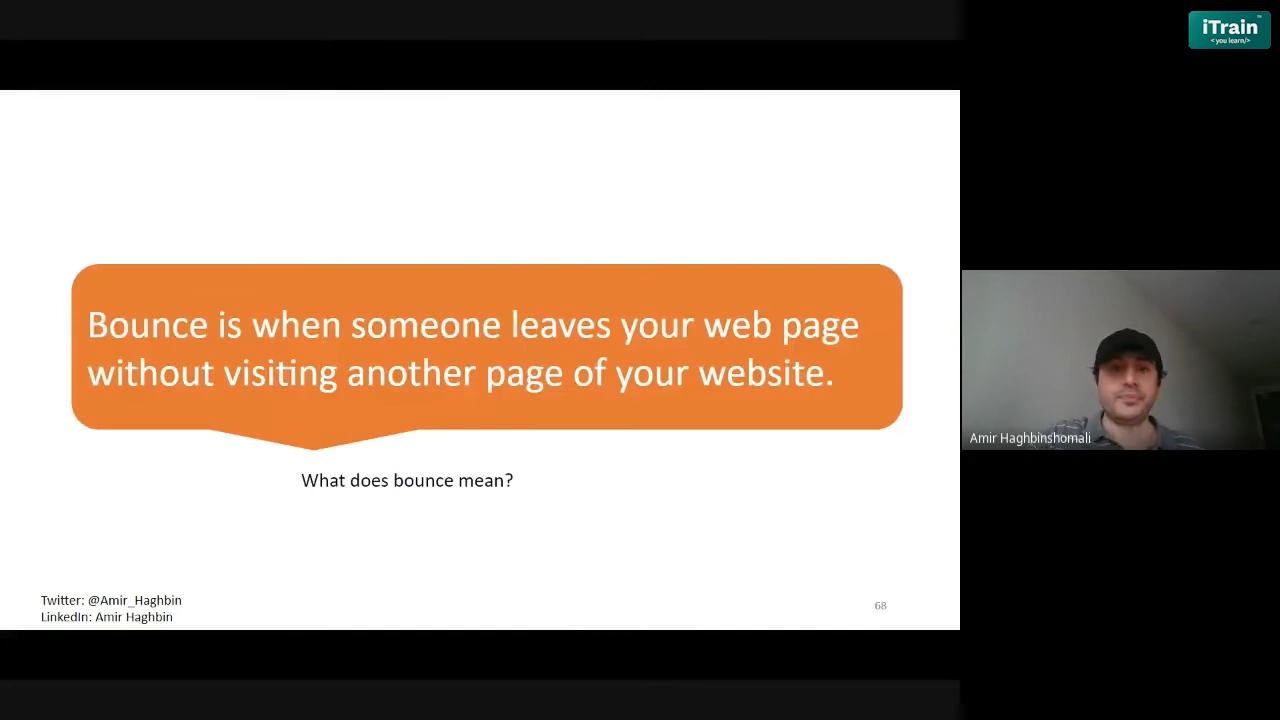 iTrain
< you learn/>
Bounce is when someone leaves your web page
without visiting another page of your website.
What does bounce mean?
Amir Haghbinshomali
Twitter: @Amir_Haghbin
LinkedIn: Amir Haghbin
68